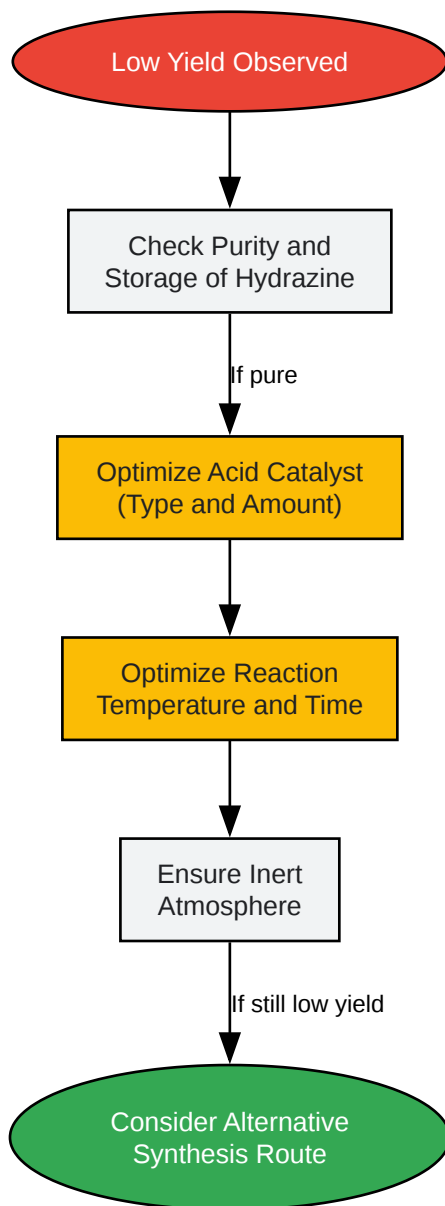 Low Yield Observed
Check Purity and
Storage of Hydrazine
If pure
Optimize Acid Catalyst
(Type and Amount)
Optimize Reaction
Temperature and Time
Ensure Inert
Atmosphere
If still low yield
Consider Alternative
Synthesis Route